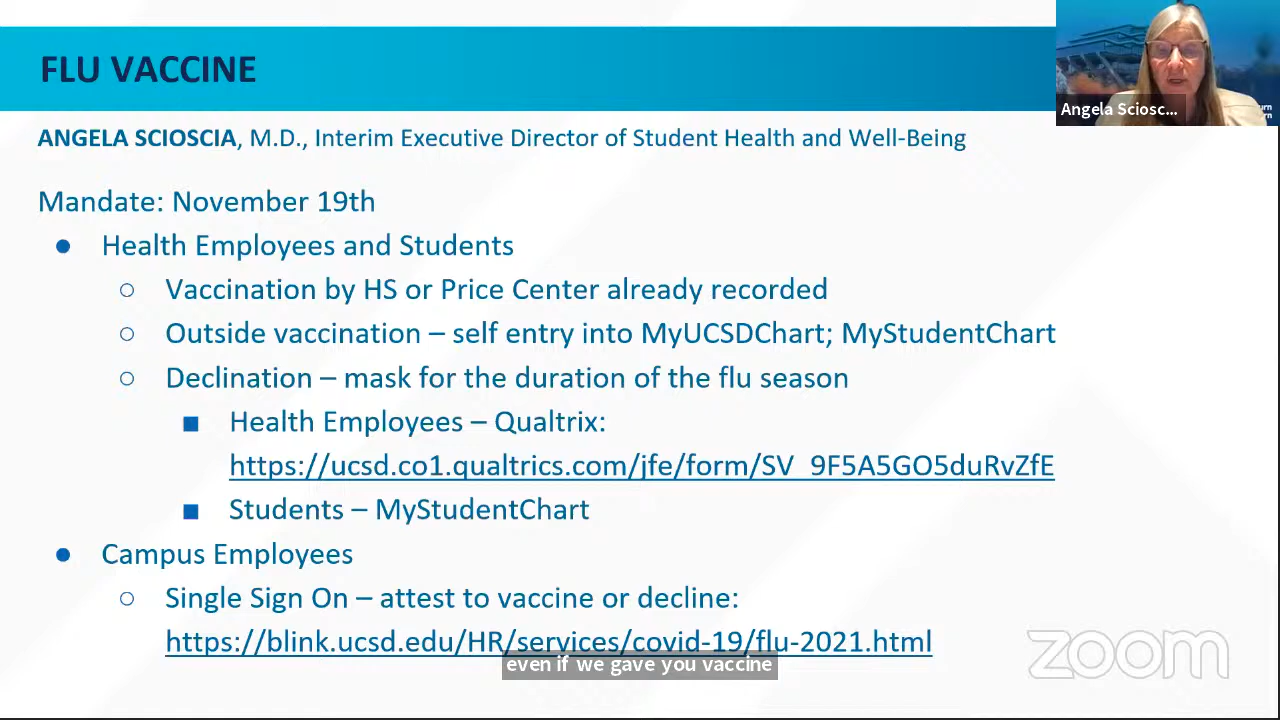 FLU VACCINE
Angela Sciosc...
ANGELA SCIOSCIA, M.D., Interim Executive Director of Student Health and Well-Being
Mandate: November 19th
● Health Employees and Students
○ Vaccination by HS or Price Center already recorded
○ Outside vaccination – self entry into MyUCSDChart; MyStudentChart
○ Declination – mask for the duration of the flu season
■ Health Employees – Qualtrix:
https://ucsd.co1.qualtrics.com/jfe/form/SV_9F5A5GO5duRvZfE
■ Students – MyStudentChart
● Campus Employees
○ Single Sign On – attest to vaccine or decline:
https://blink.ucsd.edu/HR/services/covid-19/flu-2021.html
even if we gave you vaccine
zoom